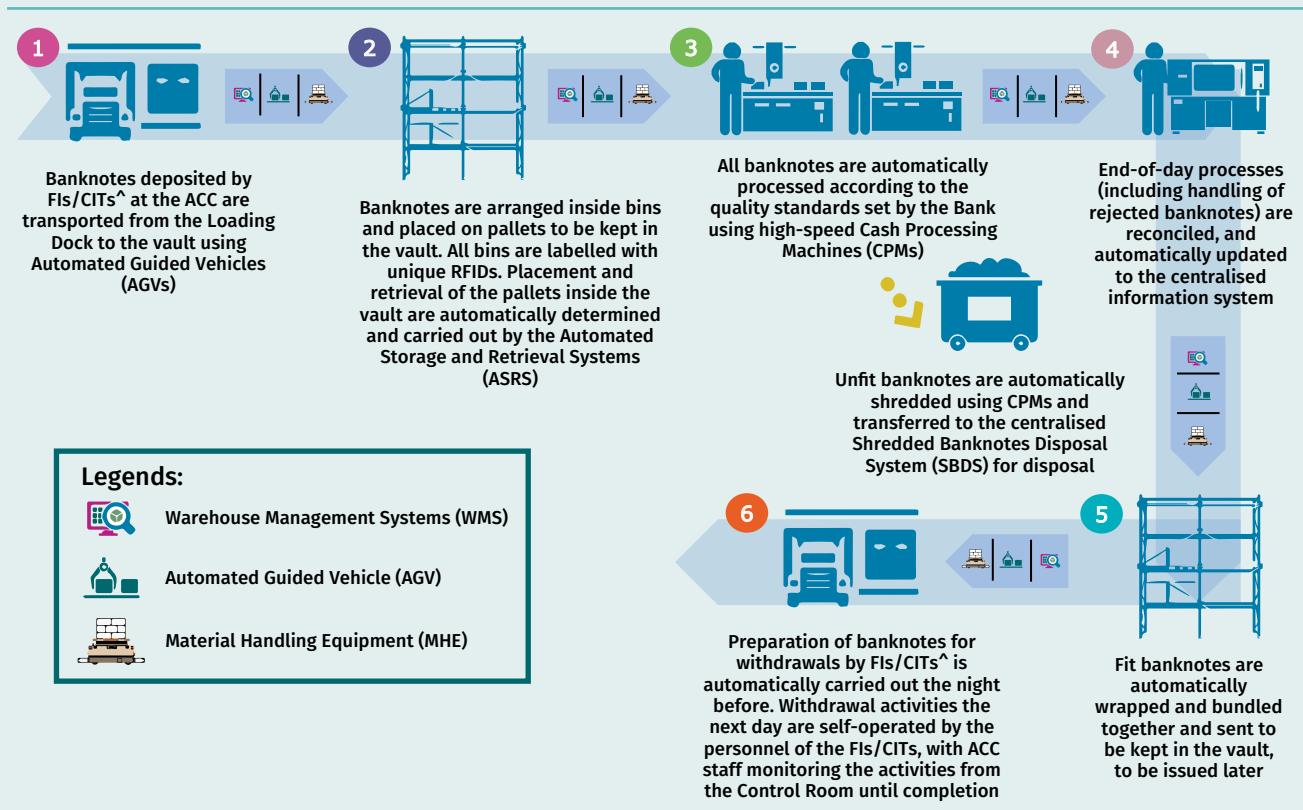 1
Banknotes deposited by
FIs/CITs^ at the ACC are
transported from the Loading
Dock to the vault using
Automated Guided Vehicles
(AGVs)
2
Banknotes are arranged inside bins
and placed on pallets to be kept in
the vault. All bins are labelled with
unique RFIDs. Placement and
retrieval of the pallets inside the
vault are automatically determined
and carried out by the Automated
Storage and Retrieval Systems
(ASRS)
3
All banknotes are automatically
processed according to the
quality standards set by the Bank
using high-speed Cash Processing
Machines (CPMs)
Unfit banknotes are automatically
shredded using CPMs and
transferred to the centralised
Shredded Banknotes Disposal
System (SBDS) for disposal
4
End-of-day processes
(including handling of
rejected banknotes) are
reconciled, and
automatically updated
to the centralised
information system
5
Fit banknotes are
automatically
wrapped and bundled
together and sent to
be kept in the vault,
to be issued later
6
Preparation of banknotes for
withdrawals by FIs/CITs^ is
automatically carried out the night
before. Withdrawal activities the
next day are self-operated by the
personnel of the FIs/CITs, with ACC
staff monitoring the activities from
the Control Room until completion
Legends:
Warehouse Management Systems (WMS)
Automated Guided Vehicle (AGV)
Material Handling Equipment (MHE)